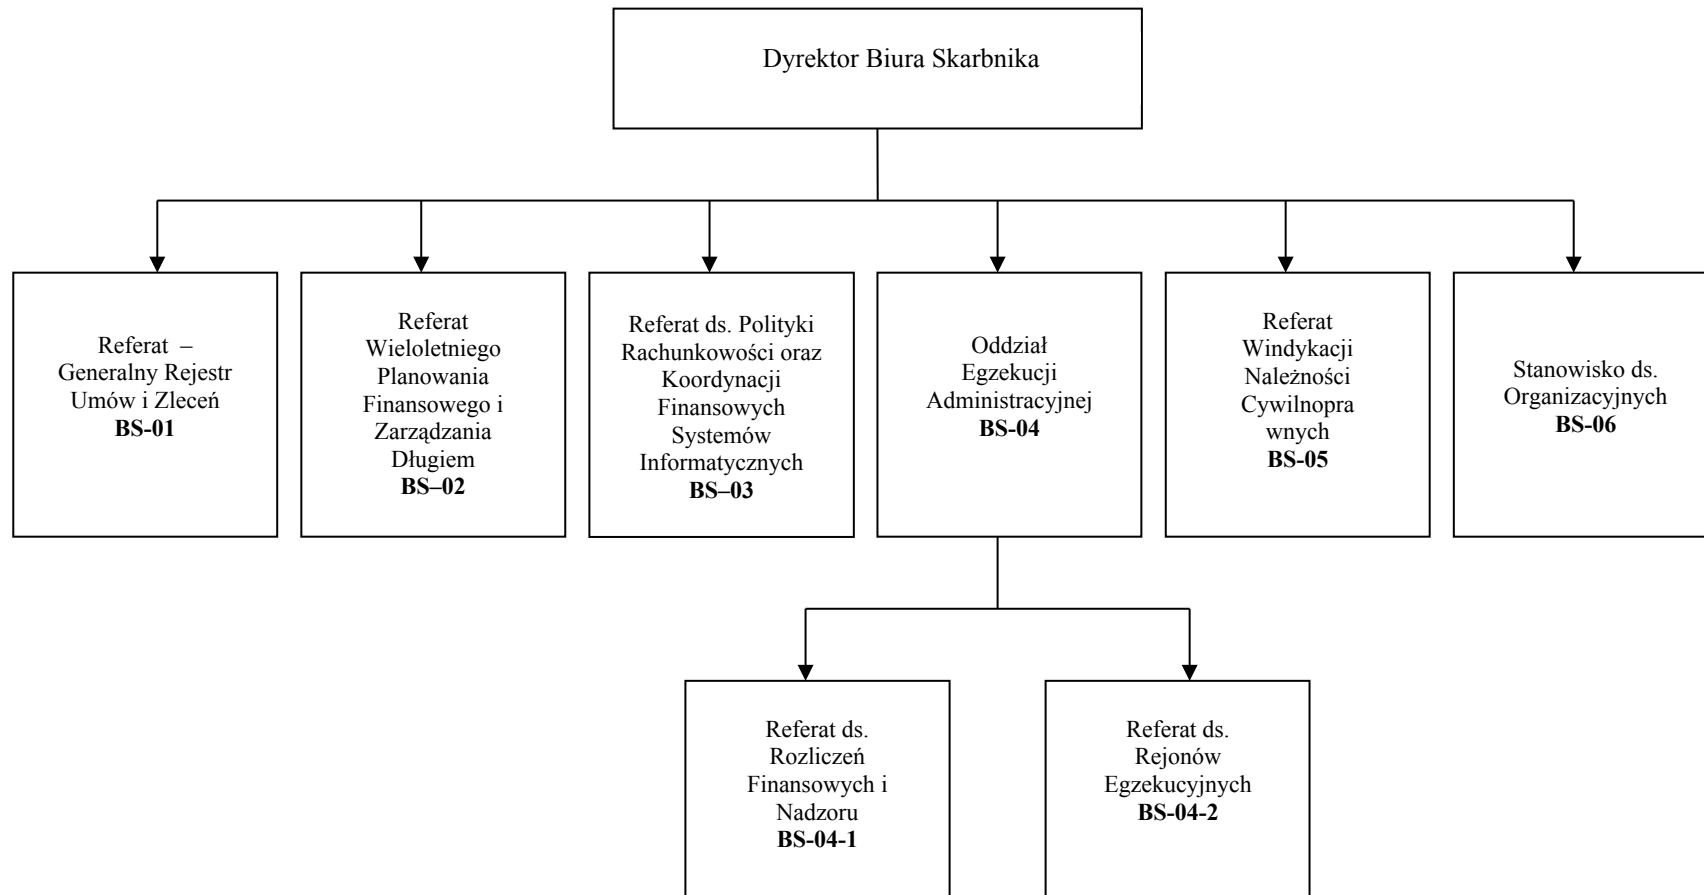 Dyrektor Biura Skarbnika
Referat –
Generalny Rejestr
Umów i Zleceń
BS-01
Referat
Wieloletniego
Planowania
Finansowego i
Zarządzania
Długiem
BS–02
Referat ds. Polityki
Rachunkowości oraz
Koordynacji
Finansowych
Systemów
Informatycznych
BS–03
Oddział
Egzekucji
Administracyjnej
BS-04
Referat
Windykacji
Należności
Cywilnopra
wnych
BS-05
Stanowisko ds.
Organizacyjnych
BS-06
Referat ds.
Rozliczeń
Finansowych i
Nadzoru
BS-04-1
Referat ds.
Rejonów
Egzekucyjnych
BS-04-2